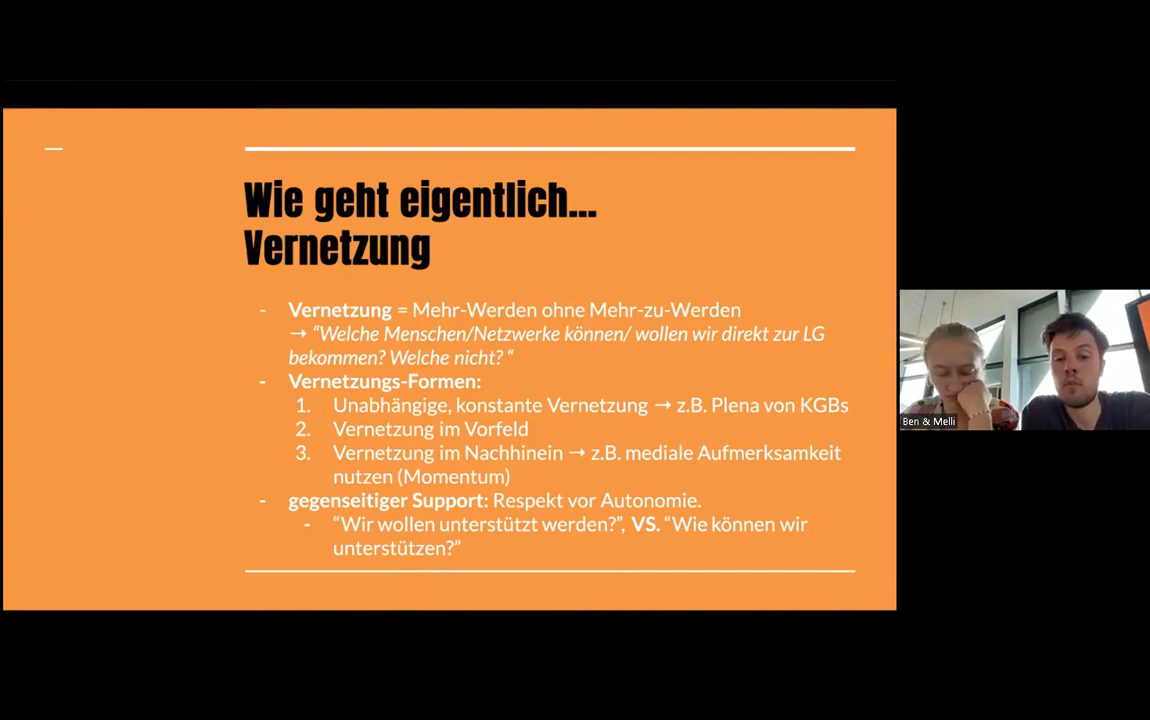 Wie geht eigentlich...
Vernetzung
- Vernetzung = Mehr-Werden ohne Mehr-zu-Werden
→ “Welche Menschen/Netzwerke können/ wollen wir direkt zur LG
bekommen? Welche nicht? “
- Vernetzungs-Formen:
1. Unabhängige, konstante Vernetzung → z.B. Plena von KGBs
2. Vernetzung im Vorfeld
3. Vernetzung im Nachhinein → z.B. mediale Aufmerksamkeit
nutzen (Momentum)
- gegenseitiger Support: Respekt vor Autonomie.
- “Wir wollen unterstützt werden?”, VS. “Wie können wir
unterstützen?”
Ben & Melli